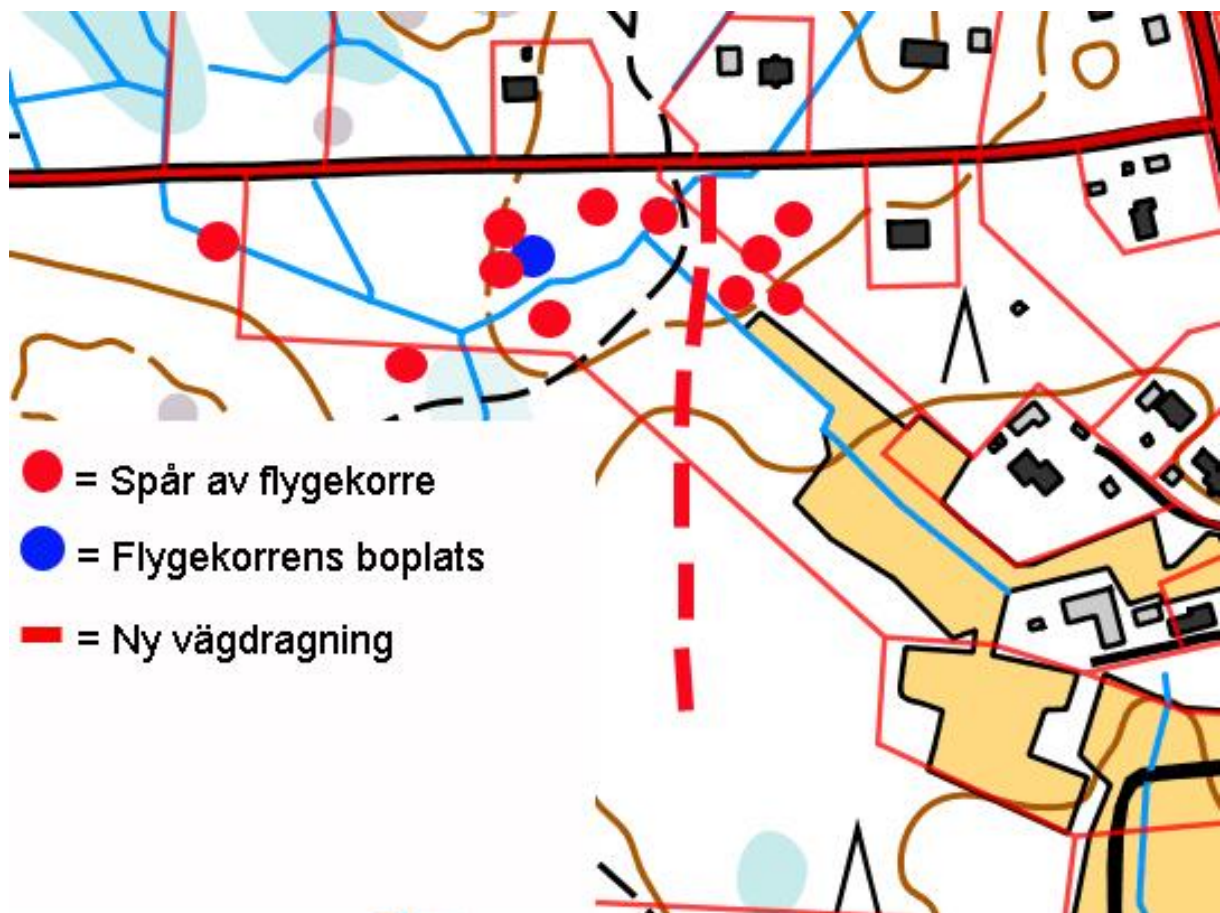 = Spår av flygekorre
= Flygekorrens boplats
= Ny vägdragning